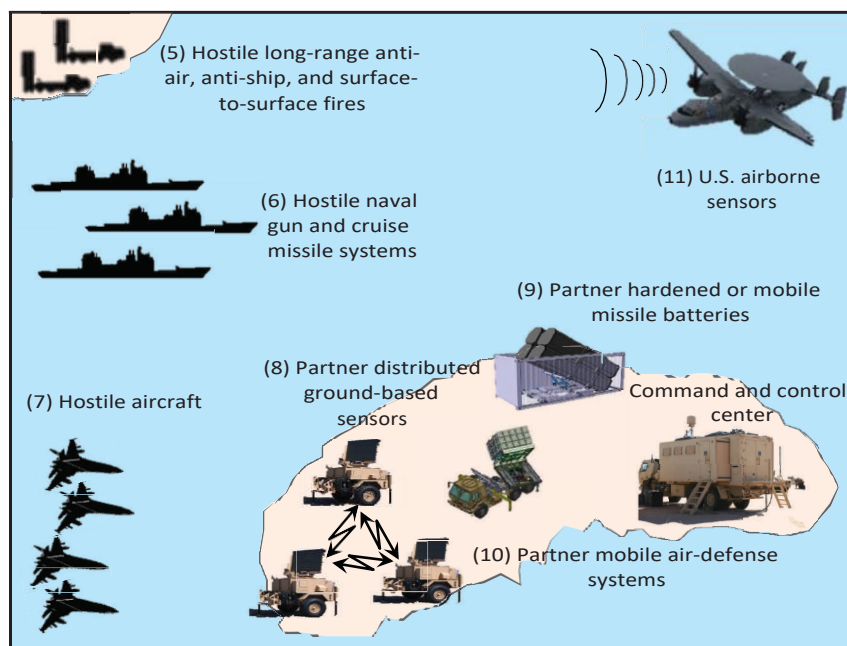 (5) Hostile long-range anti-
air, anti-ship, and surface-
to-surface fires
(11) U.S. airborne
sensors
(6) Hostile naval
gun and cruise
missile systems
(9) Partner hardened or mobile
missile batteries
(8) Partner distributed
ground-based
sensors
(7) Hostile aircraft
Command and control
center
(10) Partner mobile air-defense
systems